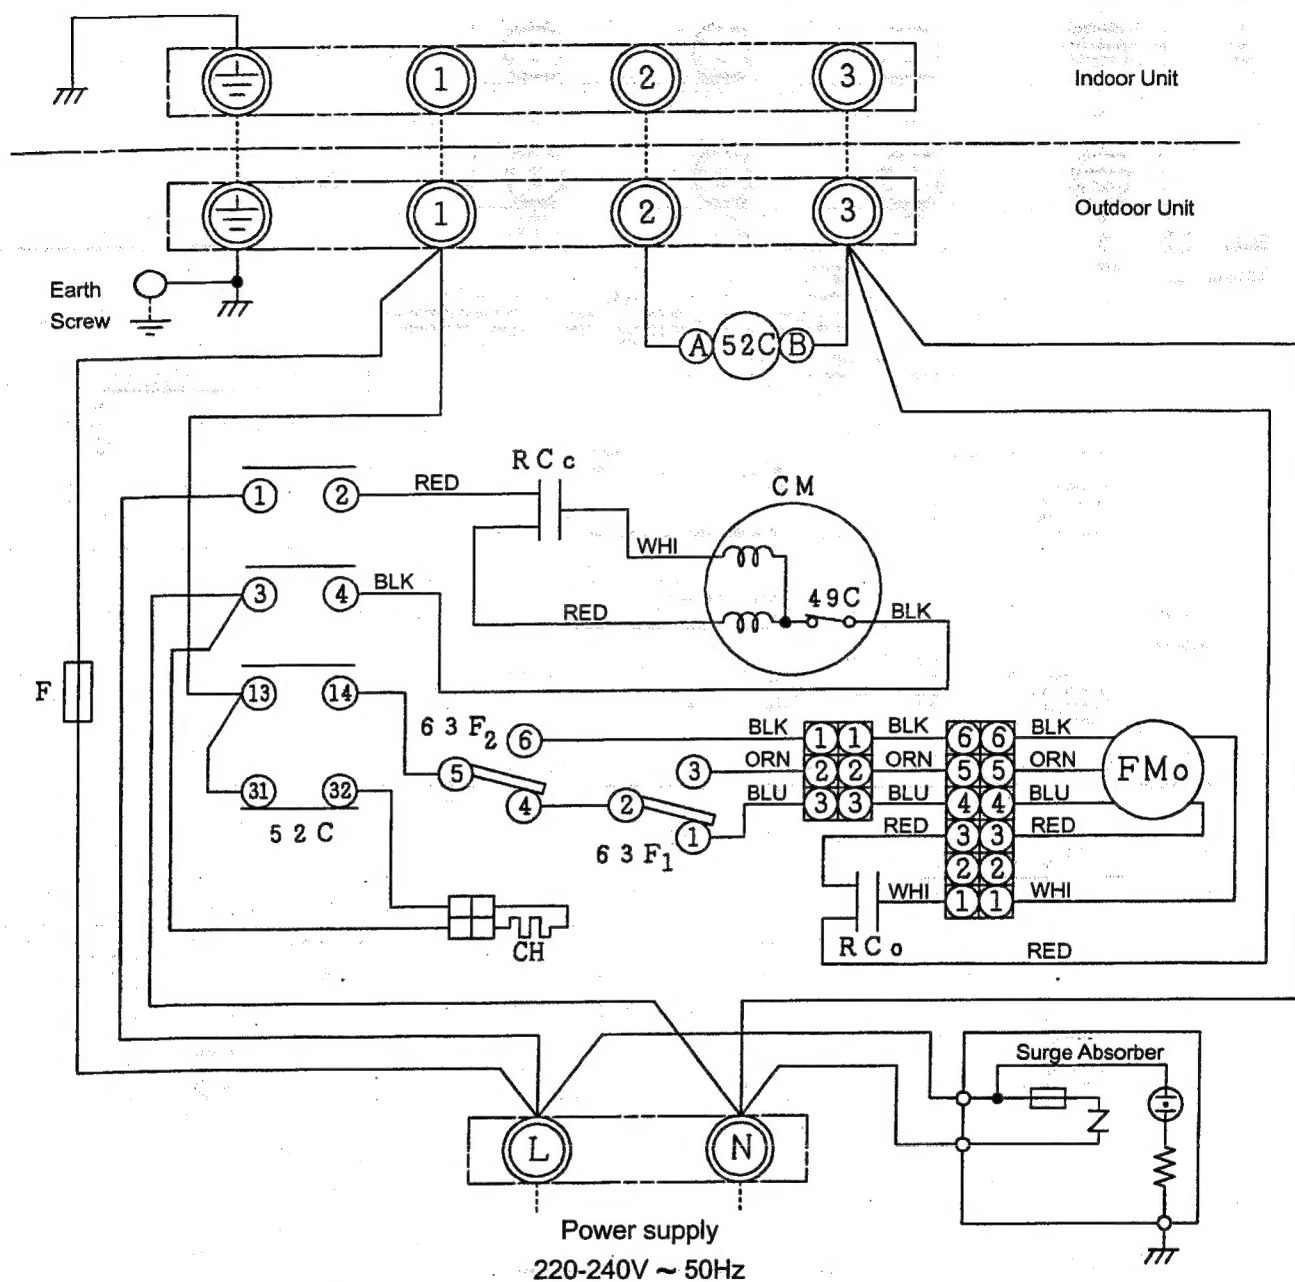 1 2 3 Indoor Unit
1 2 3 Outdoor Unit
Earth
Screw
A 52C B
RCc
CM
1 2 RED
WHI
3 4 BLK
RED
49C
BLK
F
13 14
63F2 6
BLK 1 1 BLK 6 6 BLK
5
3 ORN 2 2 ORN 5 5 ORN
FMo
31 32
4 2
BLU 3 3 BLU 4 4 BLU
52C
63F1 1
RED 3 3 RED
2 2
WHI 1 1 WHI
CH
RCo
RED
Surge Absorber
L N
Power supply
220-240V ~ 50Hz